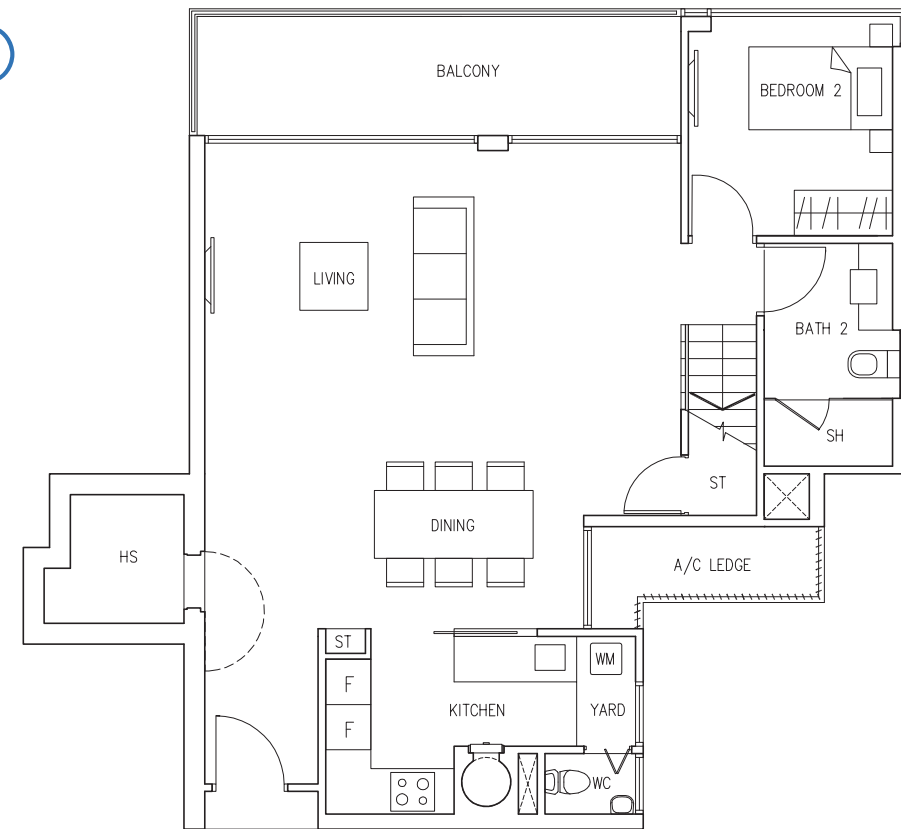 BALCONY
BEDROOM 2
LIVING
BATH 2
SH
ST
DINING
HS
A/C LEDGE
ST
WM
F
KITCHEN
YARD
F
WC